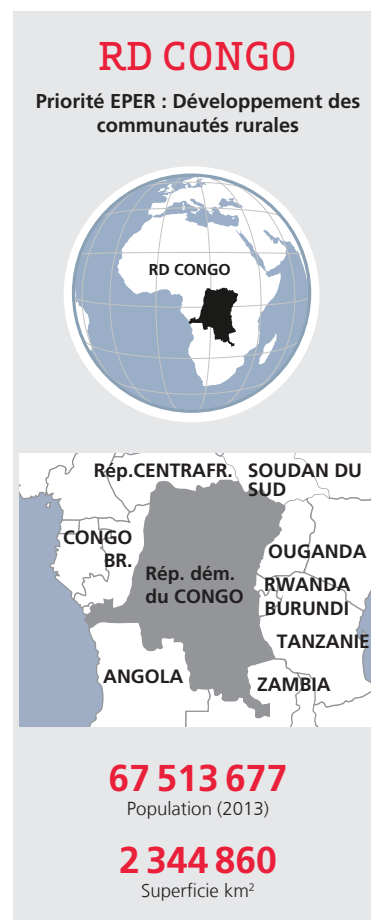 RD CONGO
Priorité EPER : Développement des
communautés rurales
RD CONGO
Rép.CENTRAFR.
SOUDAN DU
SUD
CONGO
BR.
OUGANDA
Rép. dém.
du CONGO
RWANDA
BURUNDI
TANZANIE
ANGOLA
ZAMBIA
67 513 677
Population (2013)
2 344 860
Superficie km²